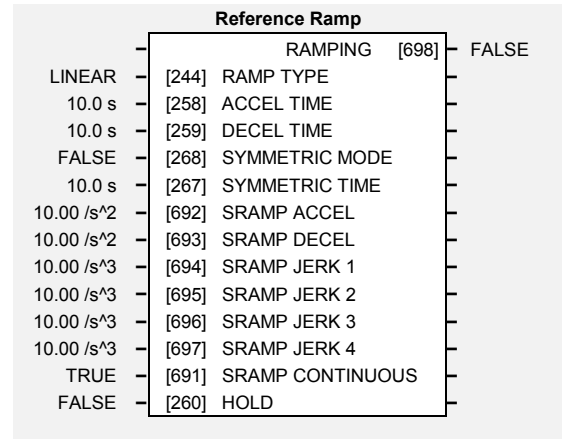 Reference Ramp
RAMPING [698] FALSE
LINEAR [244] RAMP TYPE
10.0 s [258] ACCEL TIME
10.0 s [259] DECEL TIME
FALSE [268] SYMMETRIC MODE
10.0 s [267] SYMMETRIC TIME
10.00 /s^2 [692] SRAMP ACCEL
10.00 /s^2 [693] SRAMP DECEL
10.00 /s^3 [694] SRAMP JERK 1
10.00 /s^3 [695] SRAMP JERK 2
10.00 /s^3 [696] SRAMP JERK 3
10.00 /s^3 [697] SRAMP JERK 4
TRUE [691] SRAMP CONTINUOUS
FALSE [260] HOLD